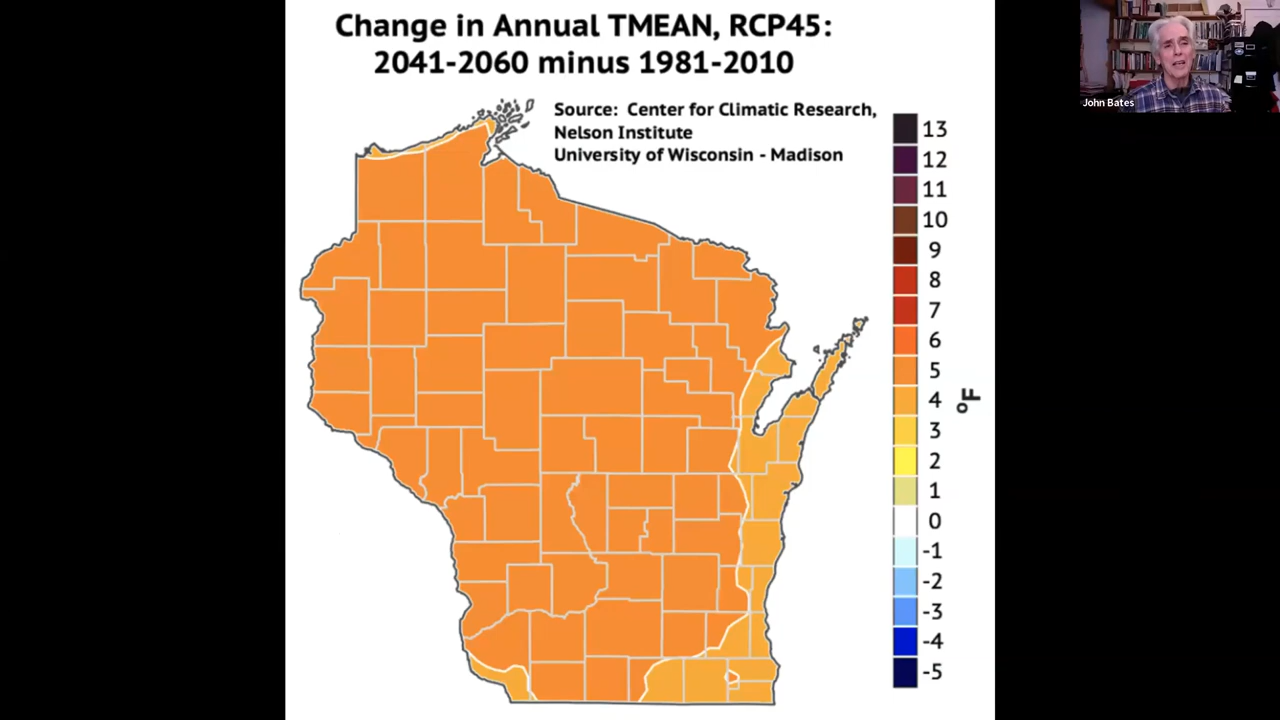 Change in Annual TMEAN, RCP45:
2041-2060 minus 1981-2010
Source: Center for Climatic Research,
Nelson Institute
University of Wisconsin - Madison
John Bates
13
12
11
10
9
8
7
6
5
4
3
2
1
0
-1
-2
-3
-4
-5
°F